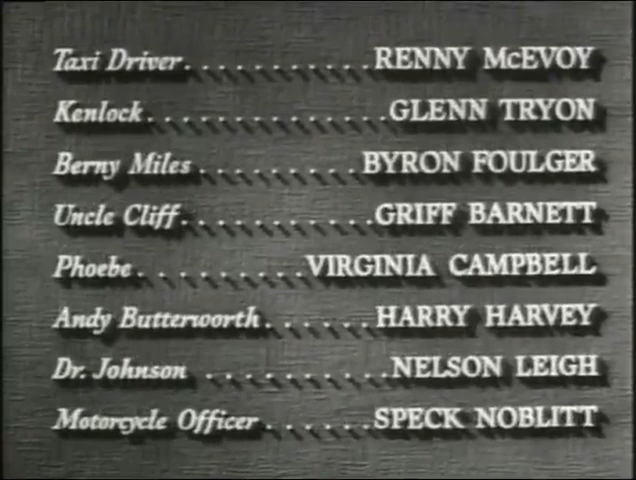 Taxi Driver. . . . . . . . . . . RENNY McEVOY
Kenlock. . . . . . . . . . . . . . GLENN TRYON
Berny Miles . . . . . . . . . BYRON FOULGER
Uncle Cliff. . . . . . . . . . . GRIFF BARNETT
Phoebe . . . . . . . . . VIRGINIA CAMPBELL
Andy Butterworth . . . . . . HARRY HARVEY
Dr. Johnson . . . . . . . . . . NELSON LEIGH
Motorcycle Officer . . . . . . SPECK NOBLITT